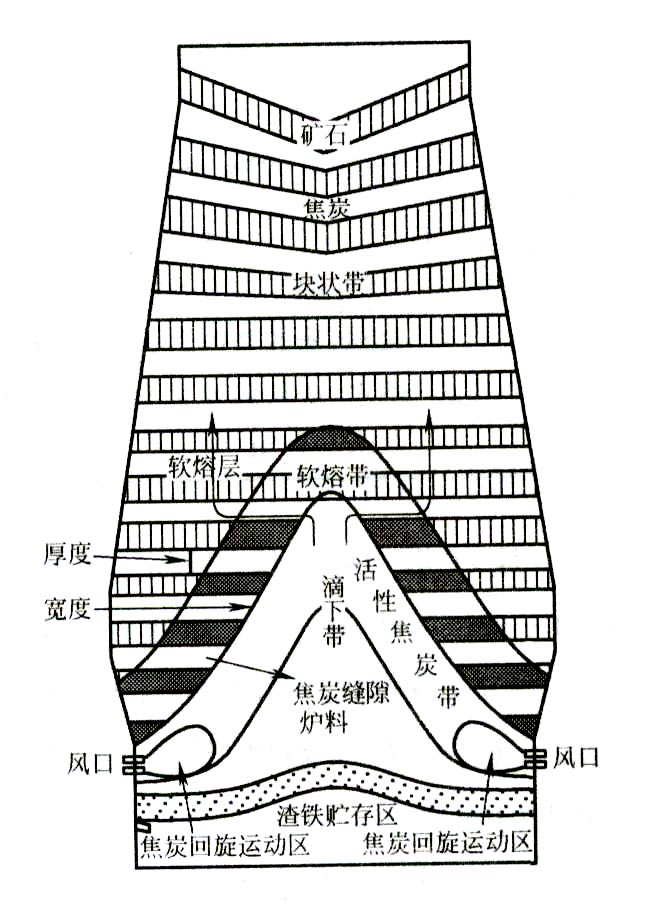 矿石
焦炭
块状带
软熔层
软熔带
厚度
宽度
滴下带
活性焦炭带
焦炭缝隙
炉料
风口
风口
渣铁贮存区
焦炭回旋运动区
焦炭回旋运动区